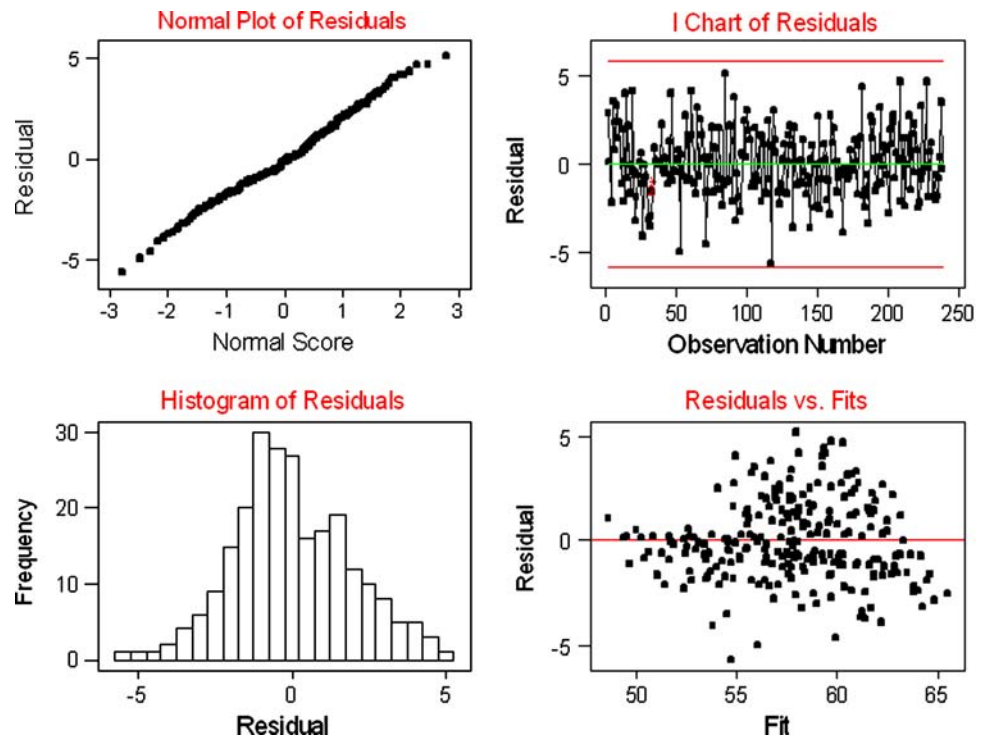 Normal Plot of Residuals
Residual
5
0
-5
-3 -2 -1 0 1 2 3
Normal Score
I Chart of Residuals
Residual
5
0
-5
0 50 100 150 200 250
Observation Number
Histogram of Residuals
Frequency
30
20
10
0
-5 0 5
Residual
Residuals vs. Fits
Residual
5
0
-5
50 55 60 65
Fit